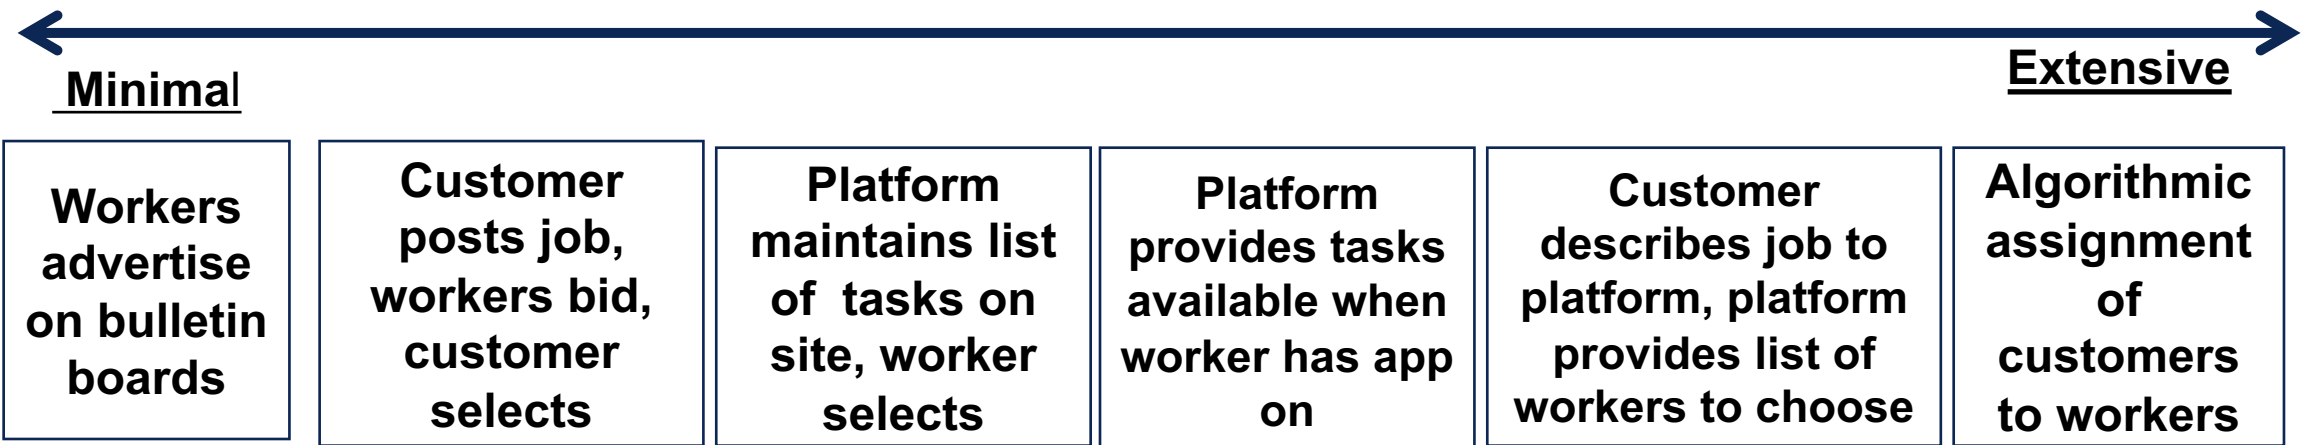 Minimal
Extensive
Workers
advertise
on bulletin
boards
Customer
posts job,
workers bid,
customer
selects
Platform
maintains list
of tasks on
site, worker
selects
Platform
provides tasks
available when
worker has app
on
Customer
describes job to
platform, platform
provides list of
workers to choose
Algorithmic
assignment
of
customers
to workers